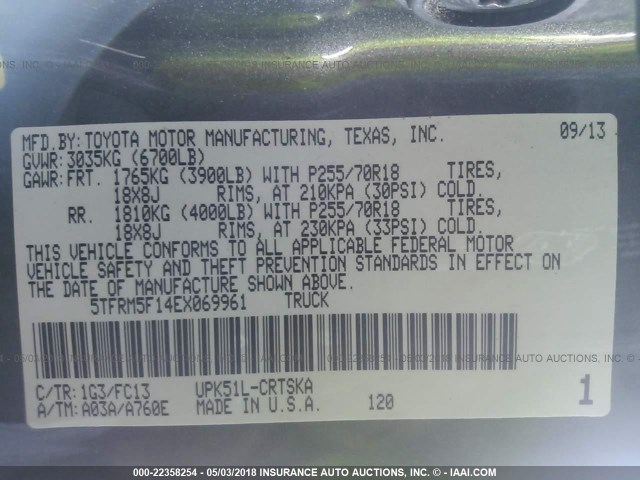 MFD.BY:TOYOTA MOTOR MANUFACTURING, TEXAS, INC. 09/13
GVWR:3035KG (6700LB)
GAWR:FRT. 1765KG (3900LB) WITH P255/70R18 TIRES,
18X8J RIMS, AT 210KPA (30PSI) COLD.
RR. 1810KG (4000LB) WITH P255/70R18 TIRES,
18X8J RIMS, AT 230KPA (33PSI) COLD.
THIS VEHICLE CONFORMS TO ALL APPLICABLE FEDERAL MOTOR
VEHICLE SAFETY AND THEFT PREVENTION STANDARDS IN EFFECT ON
THE DATE OF MANUFACTURE SHOWN ABOVE.
5TFRM5F14EX069961 TRUCK
C/TR:1G3/FC13 UPK51L-CRTSKA
A/TM:A03A/A760E MADE IN U.S.A. 120 1
000-22358254 - 05/03/2018 - INSURANCE AUTO AUCTIONS - IAAI.COM